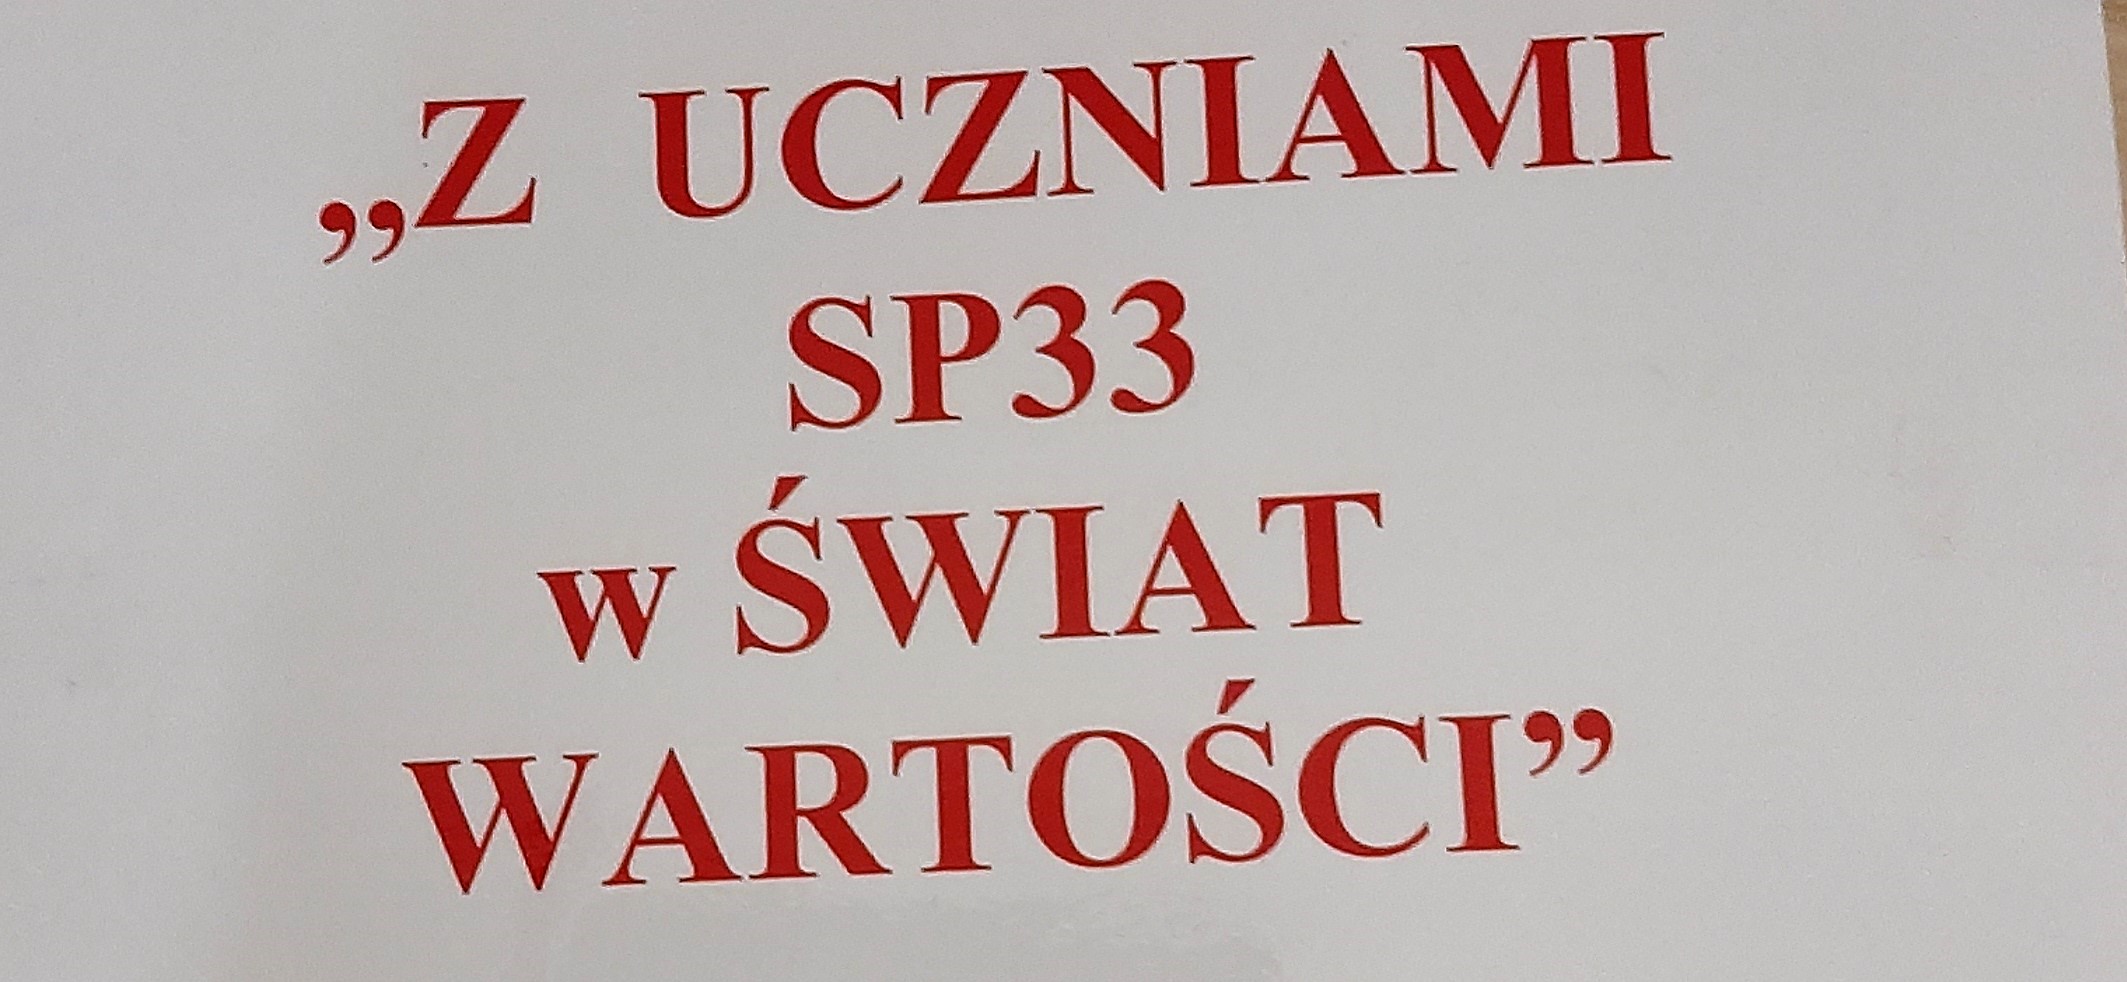 „Z UCZNIAMI
SP33
w ŚWIAT
WARTOŚCI”